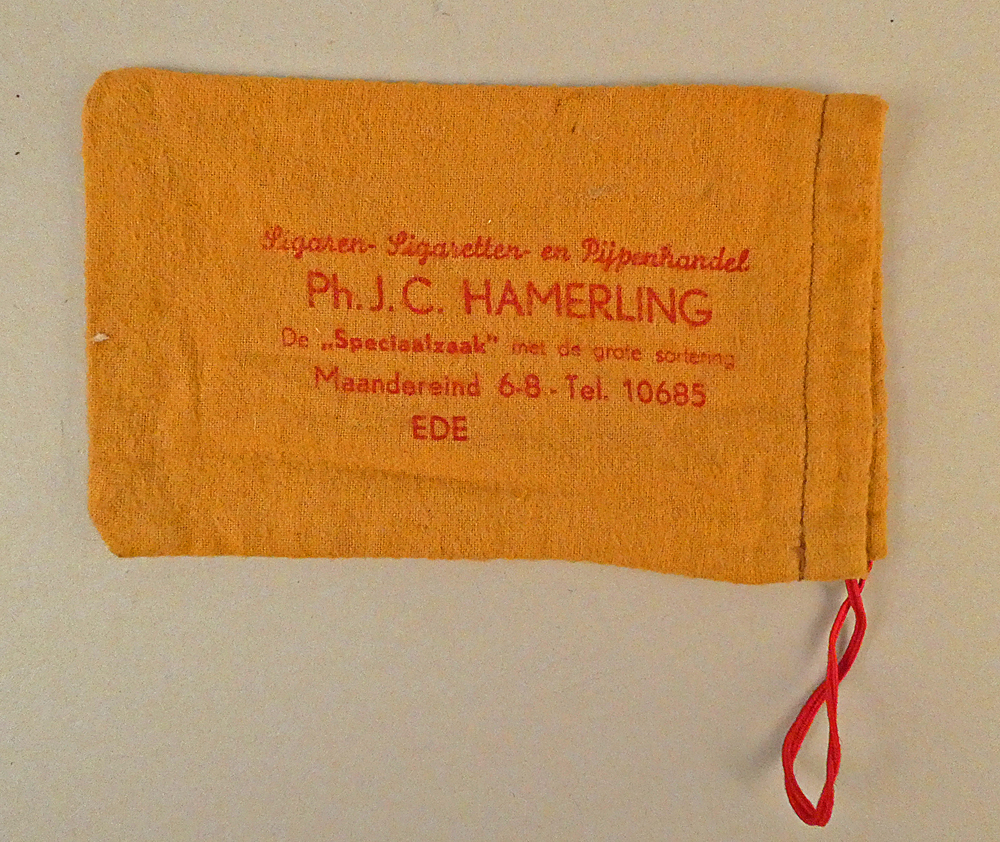 Sigaren- Sigaretten- en Pijpenhandel
Ph. J. C. HAMERLING
De „Speciaalzaak” met de grote sortering
Maandereind 6-8 - Tel. 10685
EDE